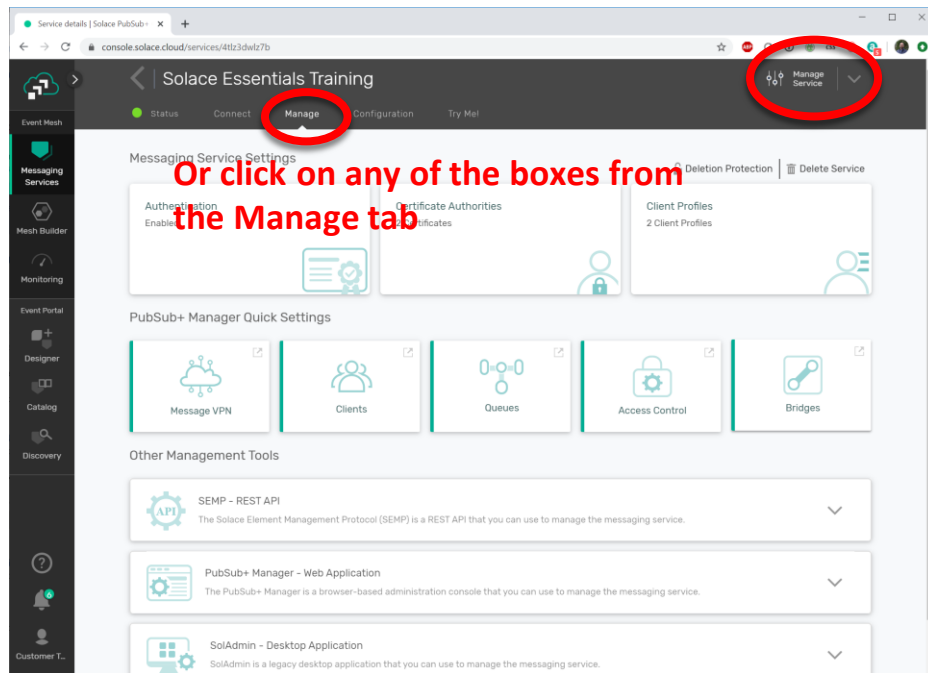 Service details | Solace PubSub+
console.solace.cloud/services/4tlz3dwlz7b
Solace Essentials Training
Manage Service
Status Connect Manage Configuration Try Me!
Event Mesh
Messaging Services
Mesh Builder
Monitoring
Event Portal
Designer
Catalog
Discovery
Customer T...
Messaging Service Settings
Deletion Protection
Delete Service
Or click on any of the boxes from
the Manage tab
Authentication
Enabled
Certificate Authorities
2 Certificates
Client Profiles
2 Client Profiles
PubSub+ Manager Quick Settings
Message VPN
Clients
Queues
Access Control
Bridges
Other Management Tools
API
SEMP - REST API
The Solace Element Management Protocol (SEMP) is a REST API that you can use to manage the messaging service.
PubSub+ Manager - Web Application
The PubSub+ Manager is a browser-based administration console that you can use to manage the messaging service.
SolAdmin - Desktop Application
SolAdmin is a legacy desktop application that you can use to manage the messaging service.